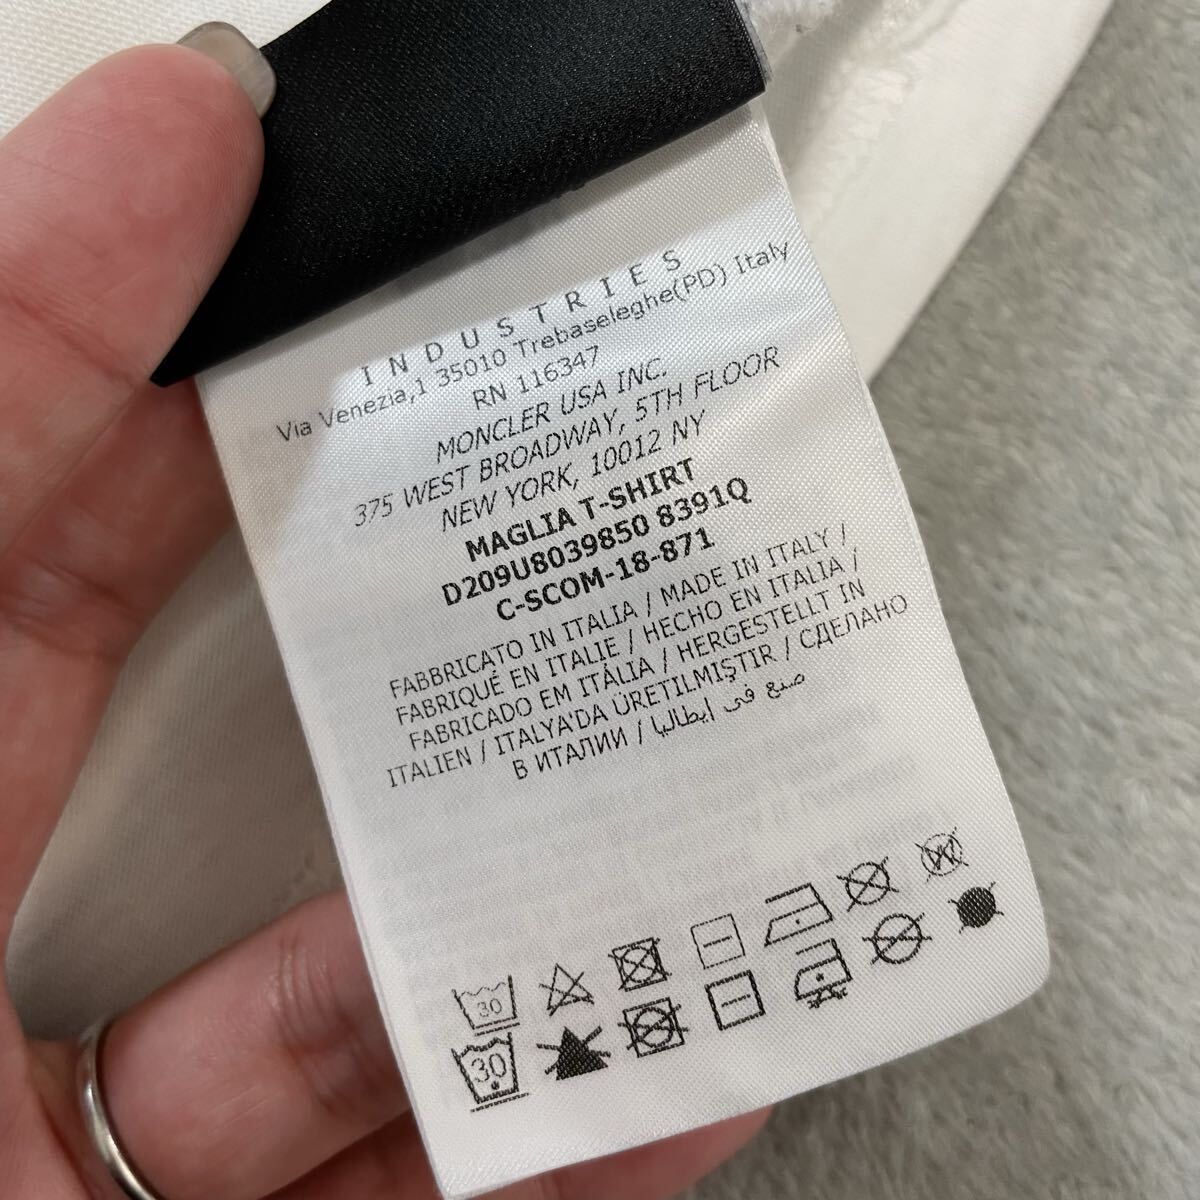 INDUSTRIES
Via Venezia,1 35010 Trebaseleghe(PD) Italy
RN 116347
MONCLER USA INC.
375 WEST BROADWAY, 5TH FLOOR
NEW YORK, 10012 NY
MAGLIA T-SHIRT
D209U8039850 8391Q
C-SCOM-18-871
FABBRICATO IN ITALIA / MADE IN ITALY /
FABRIQUÉ EN ITALIE / HECHO EN ITALIA /
FABRICADO EM ITÁLIA / HERGESTELLT IN
ITALIEN / ITALYA'DA ÜRETILMIŞTIR / СДЕЛАНО
В ИТАЛИИ / صنع في إيطاليا
30 W
30